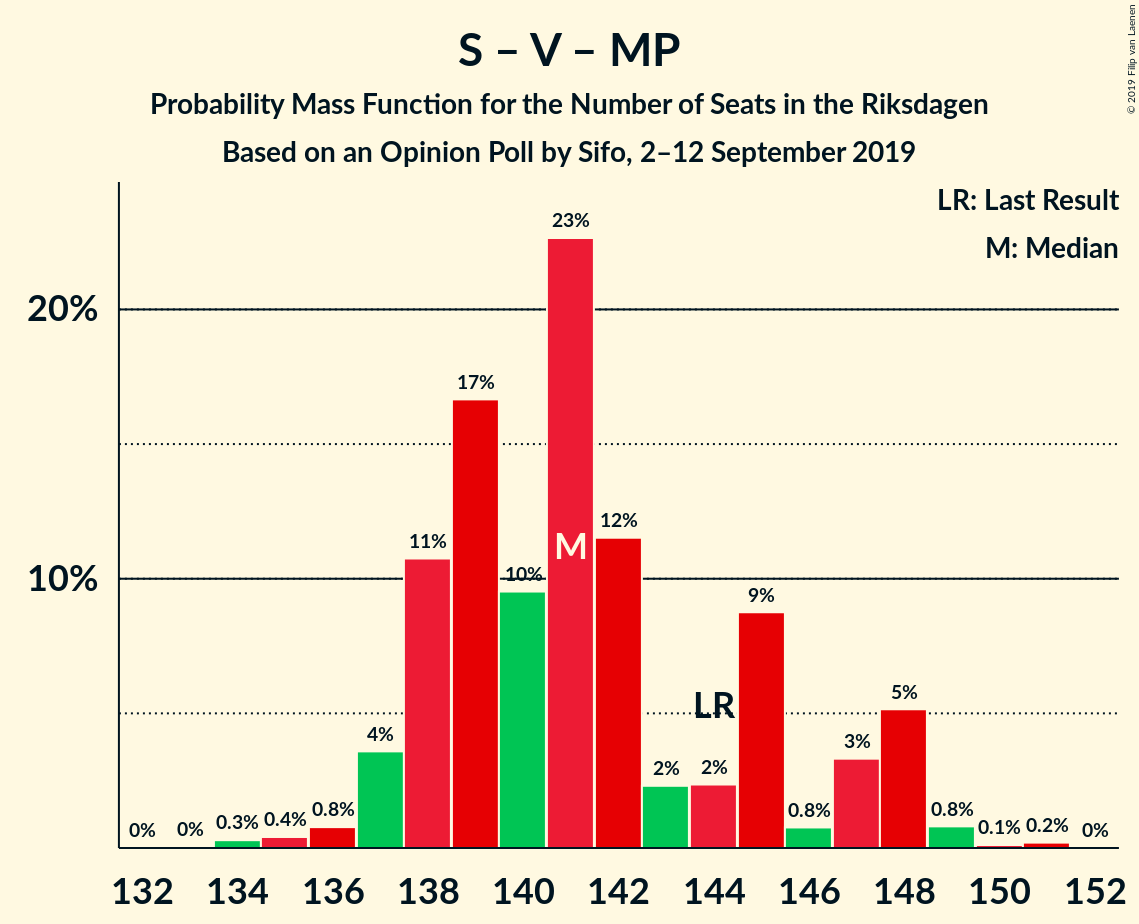 S – V – MP
Probability Mass Function for the Number of Seats in the Riksdagen
Based on an Opinion Poll by Sifo, 2–12 September 2019
© 2019 Filip van Laenen
LR: Last Result
M: Median
20%
10%
0%
0%
0.3%
0.4%
0.8%
4%
11%
17%
10%
23%
12%
2%
2%
9%
0.8%
3%
5%
0.8%
0.1%
0.2%
0%
M
LR
132 134 136 138 140 142 144 146 148 150 152